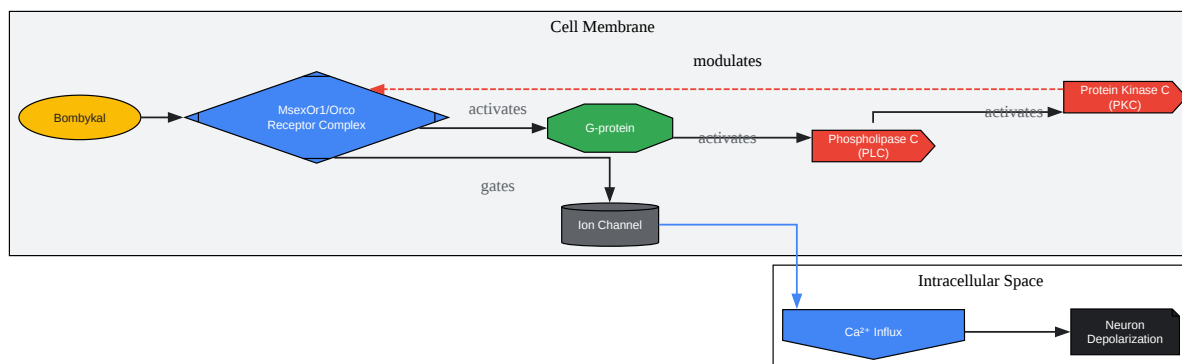 Cell Membrane
modulates
Bombykal
MsexOr1/Orco
Receptor Complex
activates
G-protein
activates
Phospholipase C
(PLC)
activates
Protein Kinase C
(PKC)
gates
Ion Channel
Intracellular Space
Ca²⁺ Influx
Neuron
Depolarization